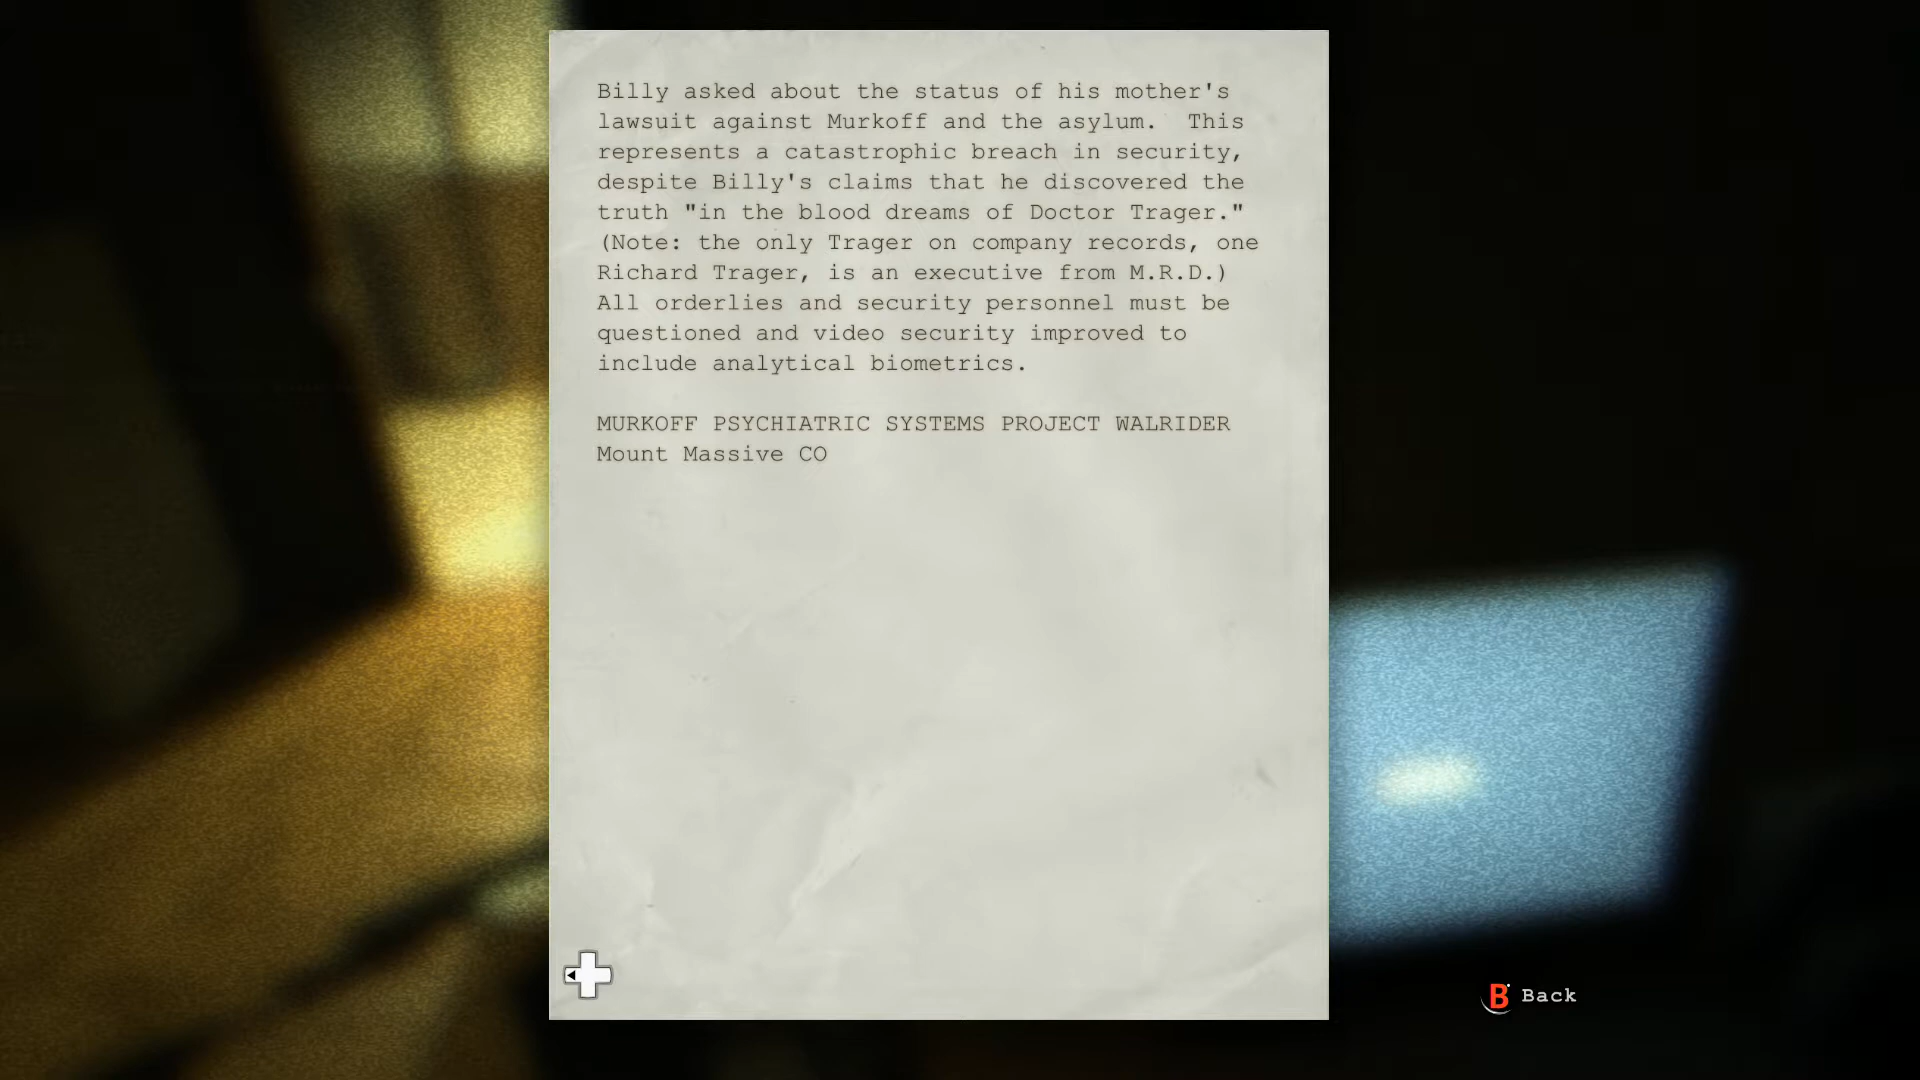 Billy asked about the status of his mother's
lawsuit against Murkoff and the asylum.  This
represents a catastrophic breach in security,
despite Billy's claims that he discovered the
truth "in the blood dreams of Doctor Trager."
(Note: the only Trager on company records, one
Richard Trager, is an executive from M.R.D.)
All orderlies and security personnel must be
questioned and video security improved to
include analytical biometrics.

MURKOFF PSYCHIATRIC SYSTEMS PROJECT WALRIDER
Mount Massive CO
B Back